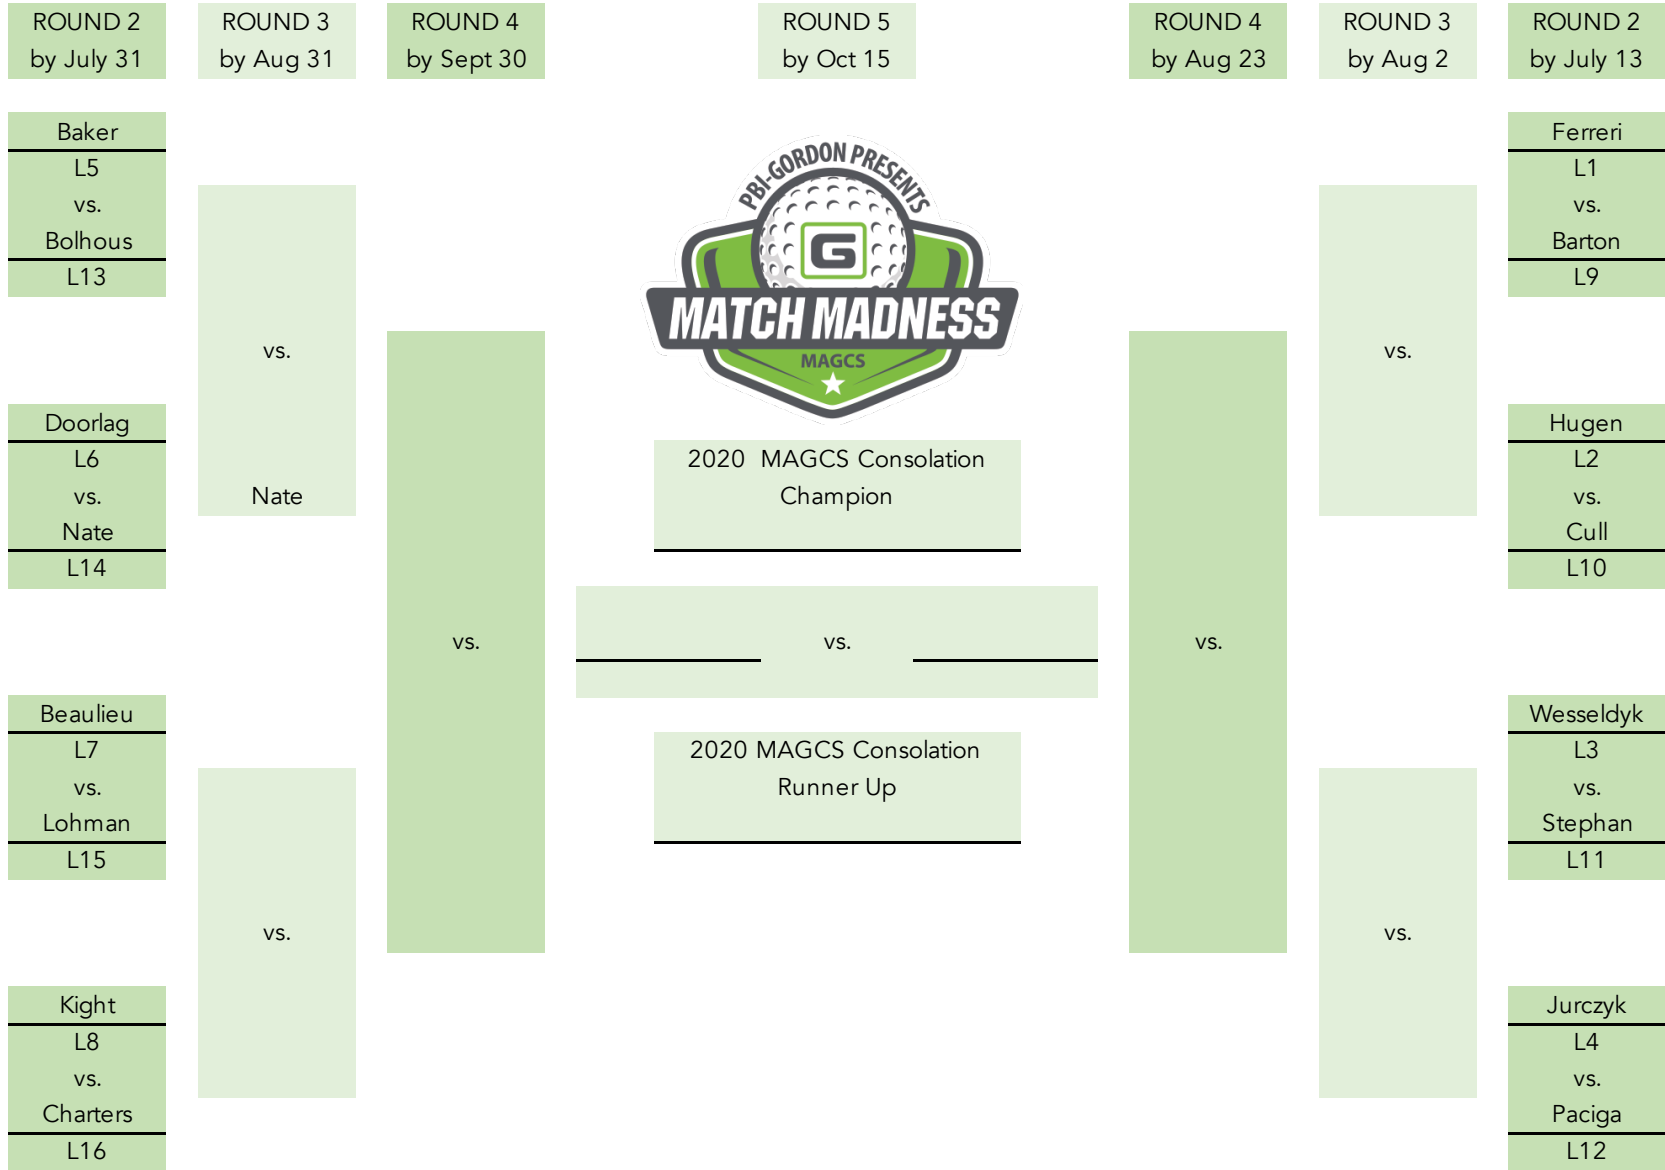 ROUND 2
by July 31
ROUND 3
by Aug 31
ROUND 4
by Sept 30
ROUND 5
by Oct 15
ROUND 4
by Aug 23
ROUND 3
by Aug 2
ROUND 2
by July 13
Baker
L5
vs.
Bolhous
L13
Doorlag
L6
vs.
Nate
L14
Beaulieu
L7
vs.
Lohman
L15
Kight
L8
vs.
Charters
L16
vs.
Nate
vs.
vs.
PBI-GORDON PRESENTS
G
MATCH MADNESS
MAGCS
2020 MAGCS Consolation
Champion
vs.
2020 MAGCS Consolation
Runner Up
vs.
vs.
vs.
Ferreri
L1
vs.
Barton
L9
Hugen
L2
vs.
Cull
L10
Wesseldyk
L3
vs.
Stephan
L11
Jurczyk
L4
vs.
Paciga
L12